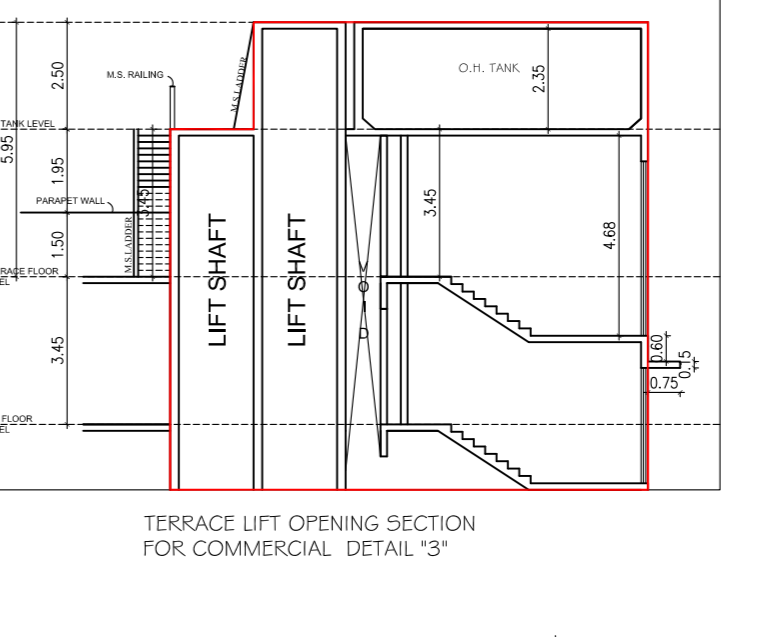 2.50
M.S. RAILING
M.S.LADDER
O.H. TANK
2.35
TANK LEVEL
5.95
1.95
3.45
PARAPET WALL
M.S.LADDER
1.50
LIFT SHAFT
LIFT SHAFT
VOID
3.45
4.68
RACE FLOOR
EL
3.45
0.60
0.15
0.75
FLOOR
EL
TERRACE LIFT OPENING SECTION
FOR COMMERCIAL DETAIL "3"